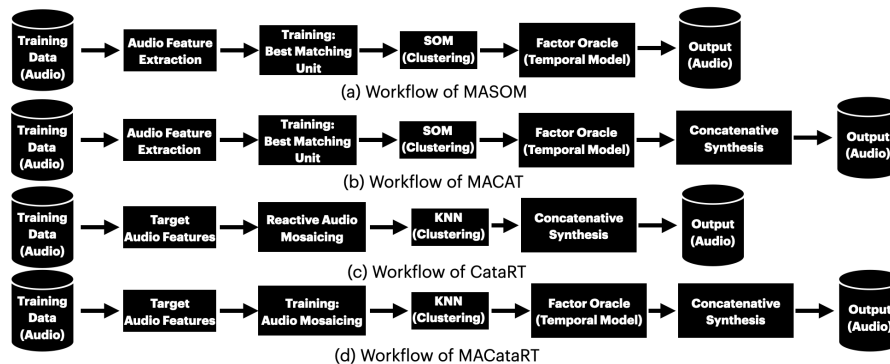 Training
Data
(Audio)
Audio Feature
Extraction
Training:
Best Matching
Unit
SOM
(Clustering)
Factor Oracle
(Temporal Model)
Output
(Audio)
(a) Workflow of MASOM
Training
Data
(Audio)
Audio Feature
Extraction
Training:
Best Matching
Unit
SOM
(Clustering)
Factor Oracle
(Temporal Model)
Concatenative
Synthesis
Output
(Audio)
(b) Workflow of MACAT
Training
Data
(Audio)
Target
Audio Features
Reactive Audio
Mosaicing
KNN
(Clustering)
Concatenative
Synthesis
Output
(Audio)
(c) Workflow of CataRT
Training
Data
(Audio)
Target
Audio Features
Training:
Audio Mosaicing
KNN
(Clustering)
Factor Oracle
(Temporal Model)
Concatenative
Synthesis
Output
(Audio)
(d) Workflow of MACataRT